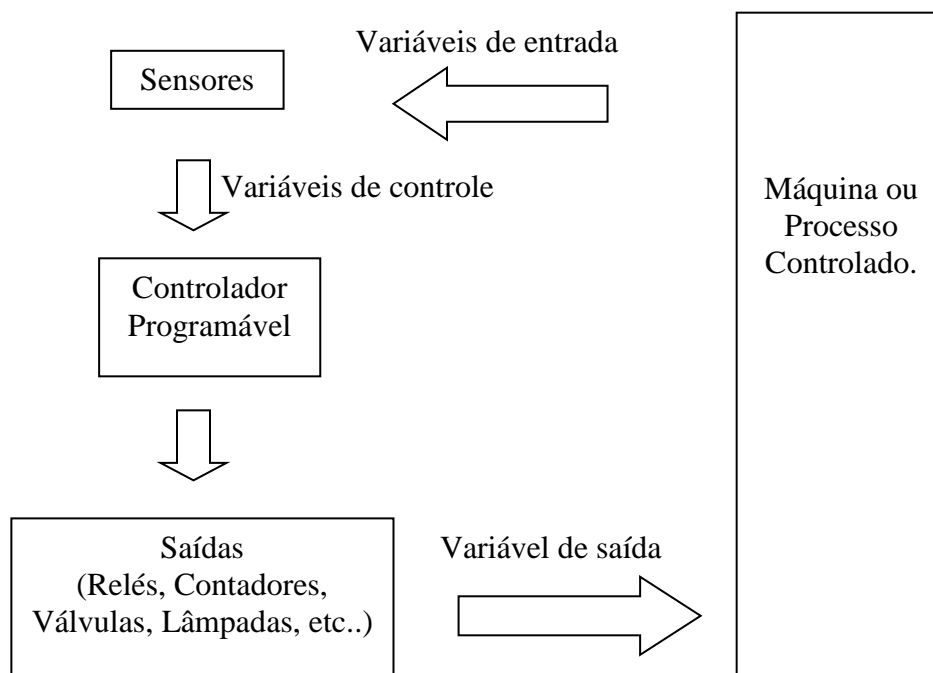 Variáveis de entrada
Sensores
Variáveis de controle
Máquina ou
Processo
Controlado.
Controlador
Programável
Saídas
(Relés, Contadores,
Válvulas, Lâmpadas, etc..)
Variável de saída